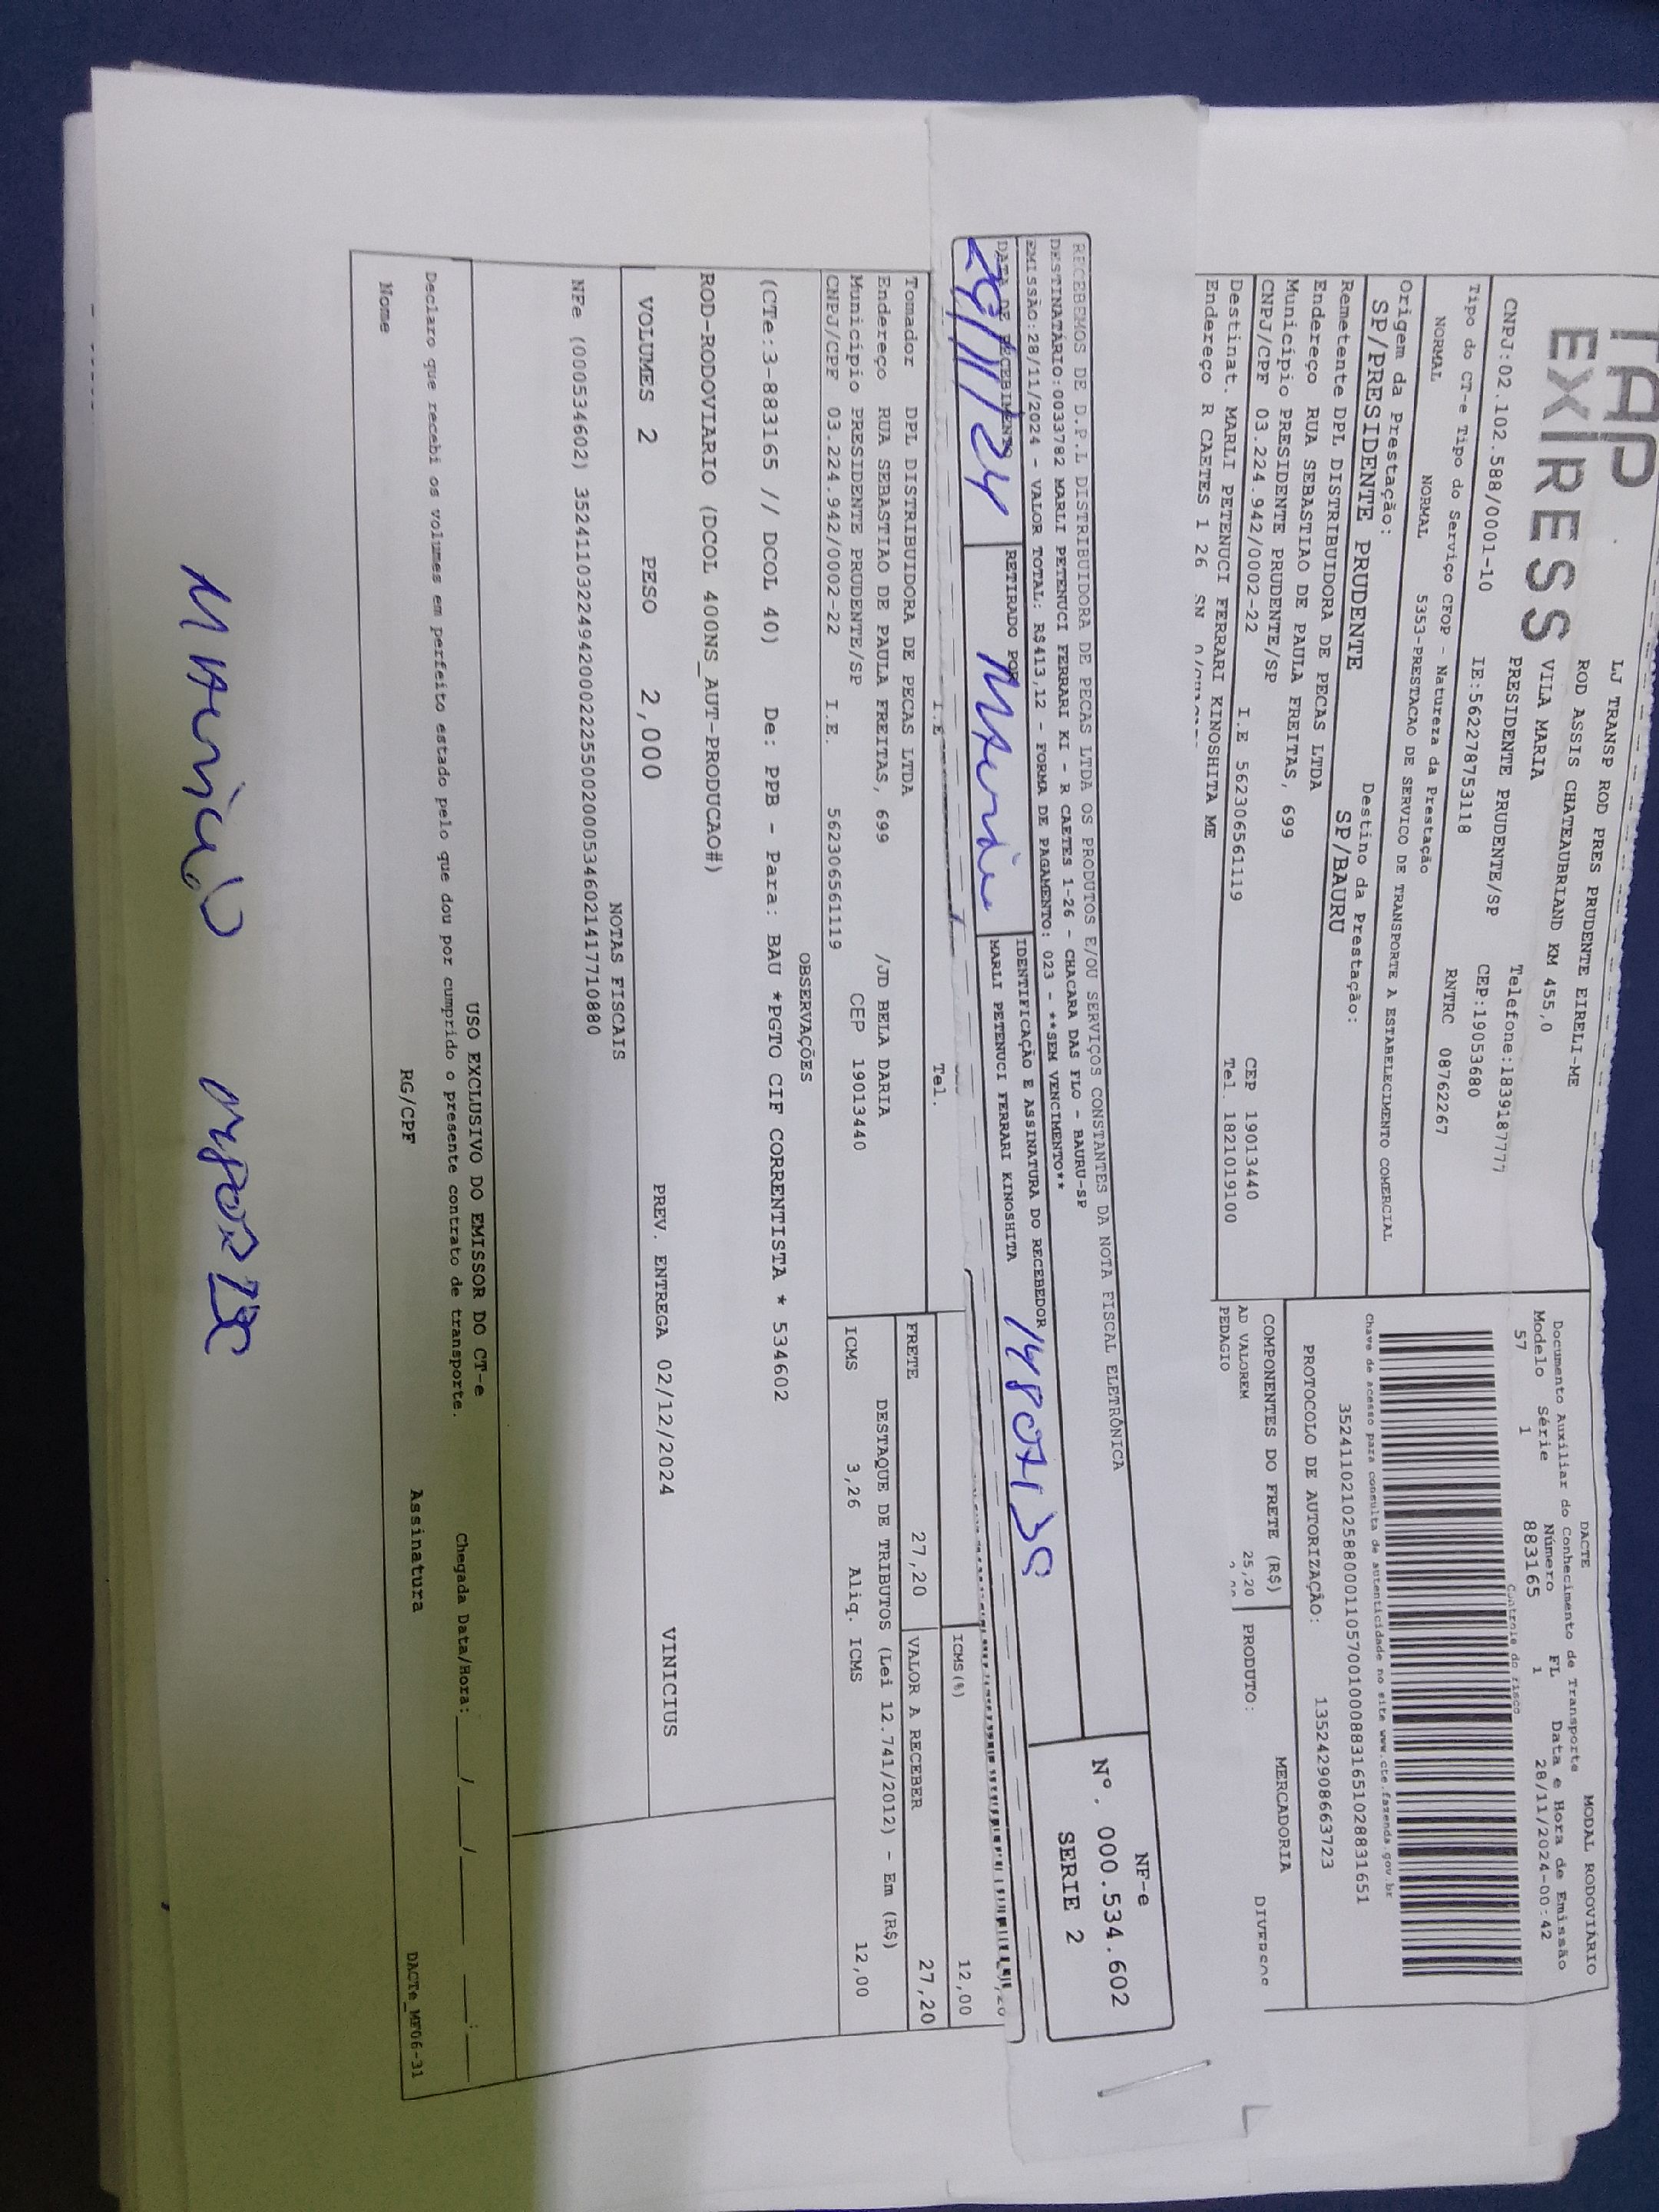 TAP
EXPRESS
LJ TRANSP ROD PRES PRUDENTE EIRELI-ME
ROD ASSIS CHATEAUBRIAND KM 455,0
VILA MARIA
PRESIDENTE PRUDENTE/SP
Telefone:1839187777
CNPJ:02.102.588/0001-10 IE:562278753118 CEP:19053680
Tipo do CT-e Tipo do Serviço CFOP - Natureza da Prestação RNTRC 08762267
NORMAL NORMAL 5353-PRESTACAO DE SERVICO DE TRANSPORTE A ESTABELECIMENTO COMERCIAL
Origem da Prestação: Destino da Prestação:
SP/PRESIDENTE PRUDENTE SP/BAURU
Remetente DPL DISTRIBUIDORA DE PECAS LTDA
Endereço RUA SEBASTIAO DE PAULA FREITAS, 699
Município PRESIDENTE PRUDENTE/SP CEP 19013440
CNPJ/CPF 03.224.942/0002-22 I.E 562306561119 Tel. 1821019100
Destinat. MARLI PETENUCI FERRARI KINOSHITA ME
Endereço R CAETES 1 26 SN
DACTE MODAL RODOVIÁRIO
Documento Auxiliar do Conhecimento de Transporte
Modelo Série Número FL Data e Hora de Emissão
57 1 883165 1 28/11/2024-00:42
Controle do Fisco
Chave de acesso para consulta de autenticidade no site www.cte.fazenda.gov.br
35241102102588000110570010008831651028831651
PROTOCOLO DE AUTORIZAÇÃO: 135242908663723
COMPONENTES DO FRETE (R$) MERCADORIA
AD VALOREM 25,20 PRODUTO: DIVERSOS
PEDAGIO
RECEBEMOS DE D.P.L DISTRIBUIDORA DE PECAS LTDA OS PRODUTOS E/OU SERVIÇOS CONSTANTES DA NOTA FISCAL ELETRÔNICA
DESTINATÁRIO:0033782 MARLI PETENUCI FERRARI KI - R CAETES 1-26 - CHACARA DAS FLO - BAURU-SP
EMISSÃO:28/11/2024 - VALOR TOTAL: R$413,12 - FORMA DE PAGAMENTO: 023 - **SEM VENCIMENTO**
DATA DE RECEBIMENTO RETIRADO POR IDENTIFICAÇÃO E ASSINATURA DO RECEBEDOR
MARLI PETENUCI FERRARI KINOSHITA
NF-e
Nº. 000.534.602
SERIE 2
I.E Tel. ICMS(%) 12,00
Tomador DPL DISTRIBUIDORA DE PECAS LTDA
Endereço RUA SEBASTIAO DE PAULA FREITAS, 699 /JD BELA DARIA
Município PRESIDENTE PRUDENTE/SP CEP 19013440
CNPJ/CPF 03.224.942/0002-22 I.E. 562306561119
FRETE 27,20 VALOR A RECEBER 27,20
DESTAQUE DE TRIBUTOS (Lei 12.741/2012) - Em (R$)
ICMS 3,26 Aliq. ICMS 12,00
OBSERVAÇÕES
(CTe:3-883165 // DCOL 40) De: PPB - Para: BAU *PGTO CIF CORRENTISTA * 534602
ROD-RODOVIARIO (DCOL 400NS_AUT-PRODUCAO#)
VOLUMES 2 PESO 2,000 PREV. ENTREGA 02/12/2024 VINICIUS
NOTAS FISCAIS
NFe (000534602) 35241103224942000222550020005346021417710880
USO EXCLUSIVO DO EMISSOR DO CT-e
Declaro que recebi os volumes em perfeito estado pelo que dou por cumprido o presente contrato de transporte. Chegada Data/Hora:____/____/____ ____:____
Nome RG/CPF Assinatura DACTe_MF06-31